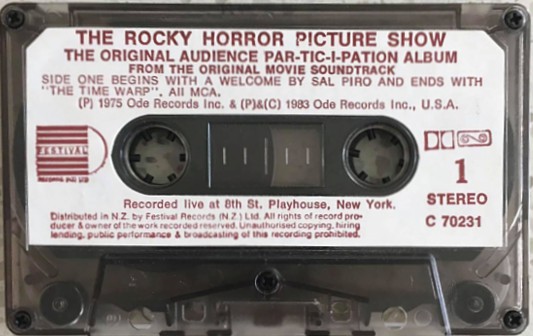 THE ROCKY HORROR PICTURE SHOW
THE ORIGINAL AUDIENCE PAR-TIC-I-PATION ALBUM
FROM THE ORIGINAL MOVIE SOUNDTRACK
SIDE ONE BEGINS WITH A WELCOME BY SAL PIRO AND ENDS WITH
"THE TIME WARP". All MCA.
(P) 1975 Ode Records Inc. & (P)&(C) 1983 Ode Records Inc., U.S.A.
FESTIVAL
1
STEREO
C 70231
Recorded live at 8th St. Playhouse, New York.
Distributed in N.Z. by Festival Records (N.Z.) Ltd. All rights of record pro-
ducer & owner of the work recorded reserved. Unauthorised copying, hiring
lending, public performance & broadcasting of this recording prohibited.